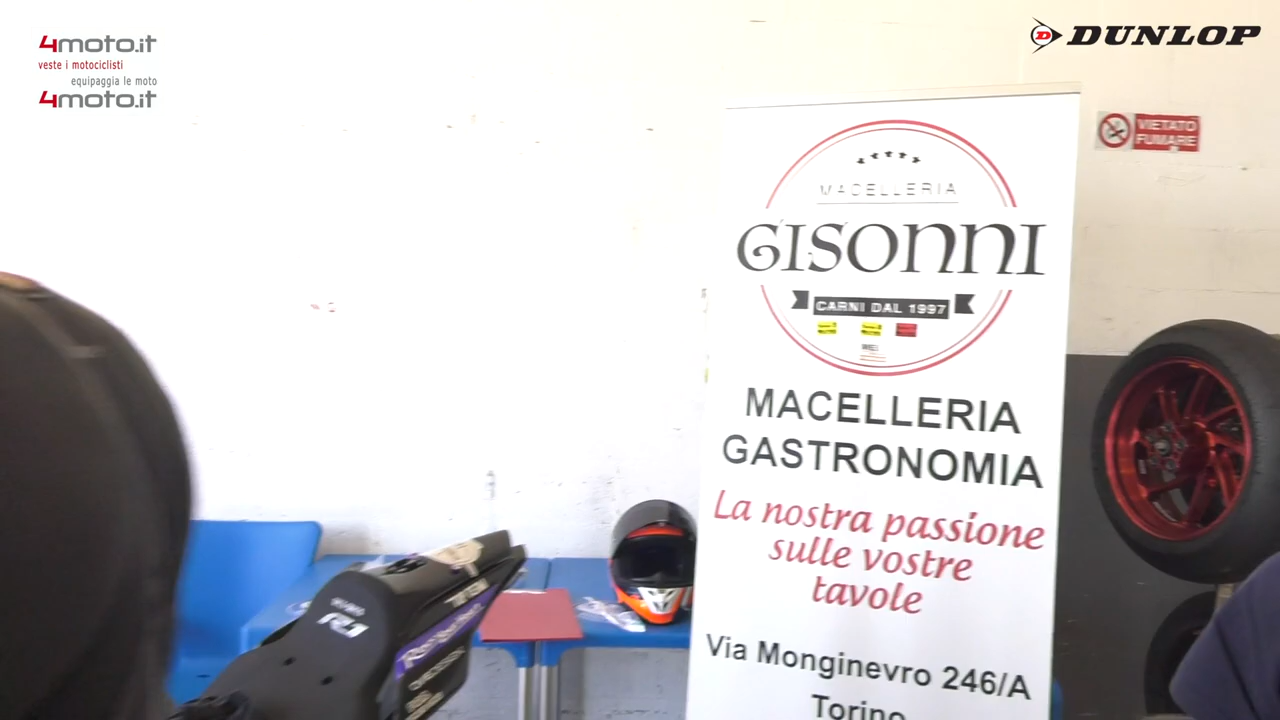 4moto.it
veste i motociclisti
equipaggia le moto
4moto.it
DUNLOP
VIETATO
FUMARE
MACELLERIA
GISONNI
CARNI DAL 1997
MACELLERIA
GASTRONOMIA
La nostra passione
sulle vostre
tavole
Via Monginevro 246/A
Torino
R1